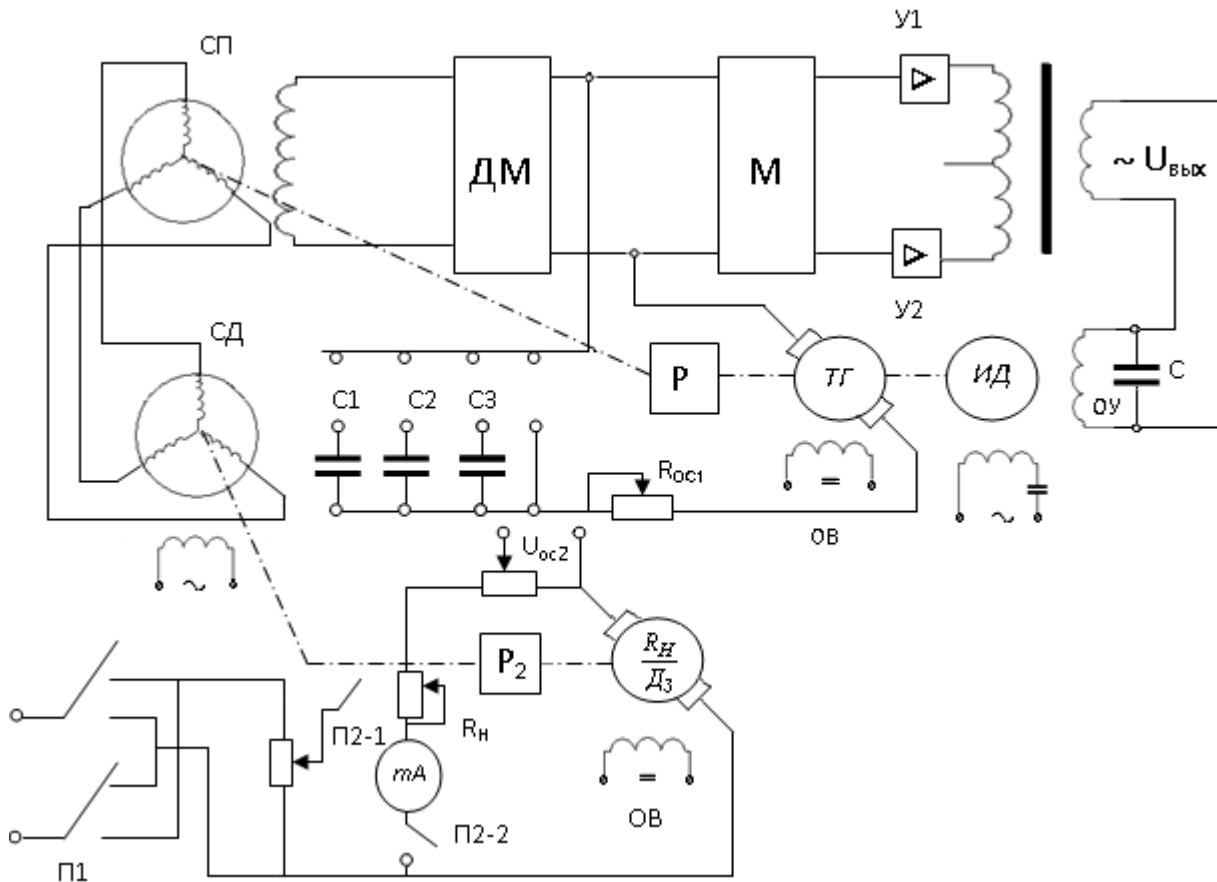 У1
СП
ДМ
М
~ Uвых
У2
СД
Р
ТГ
ИД
С
ОУ
С1
С2
С3
Rос1
=
~
ОВ
Uос2
~
Р2
RН
Д3
Rн
П2-1
mA
=
ОВ
П2-2
П1